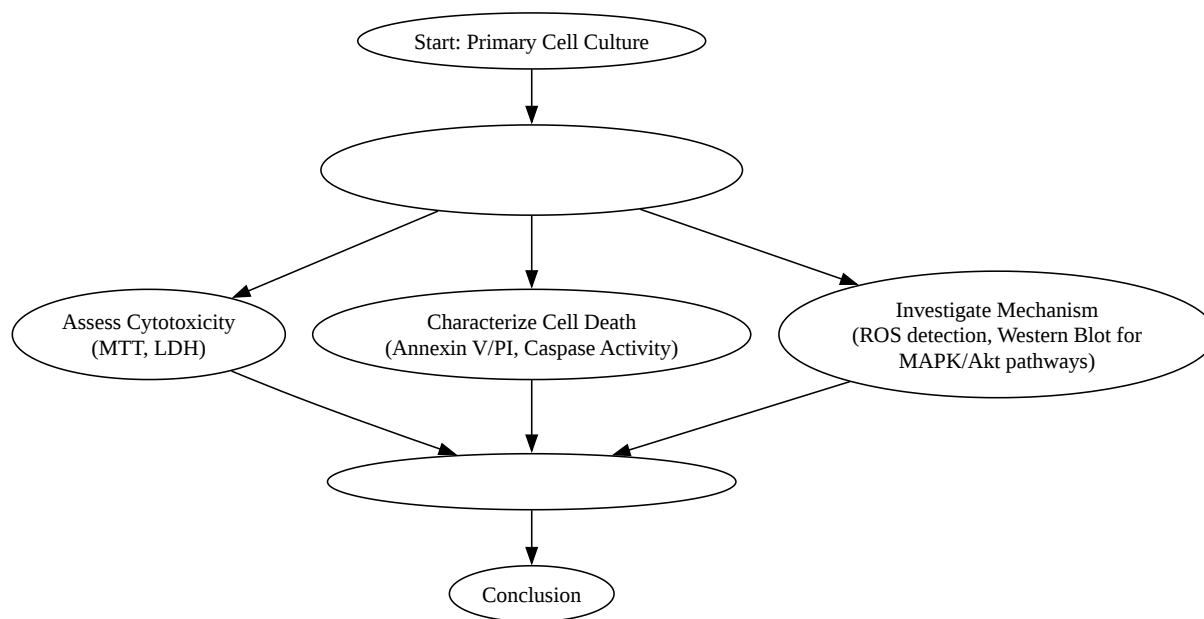 Start: Primary Cell Culture
Assess Cytotoxicity
(MTT, LDH)
Characterize Cell Death
(Annexin V/PI, Caspase Activity)
Investigate Mechanism
(ROS detection, Western Blot for
MAPK/Akt pathways)
Conclusion